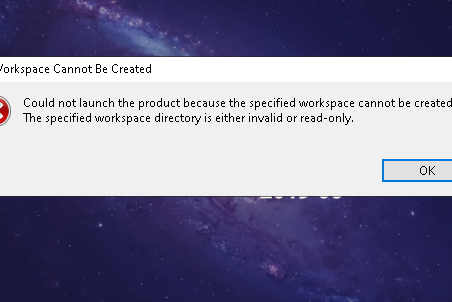 Workspace Cannot Be Created
Could not launch the product because the specified workspace cannot be created
The specified workspace directory is either invalid or read-only.
OK